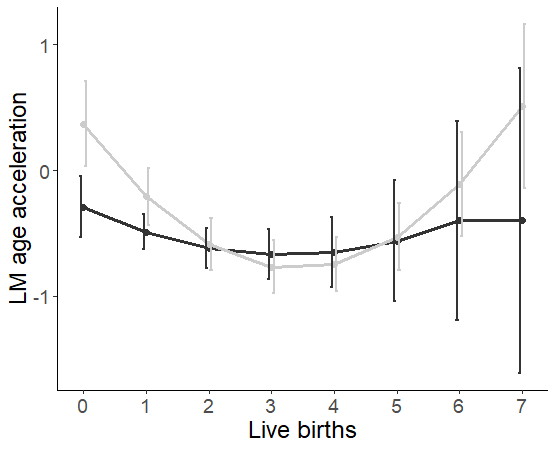 LM age acceleration
1
0
-1
0 1 2 3 4 5 6 7
Live births